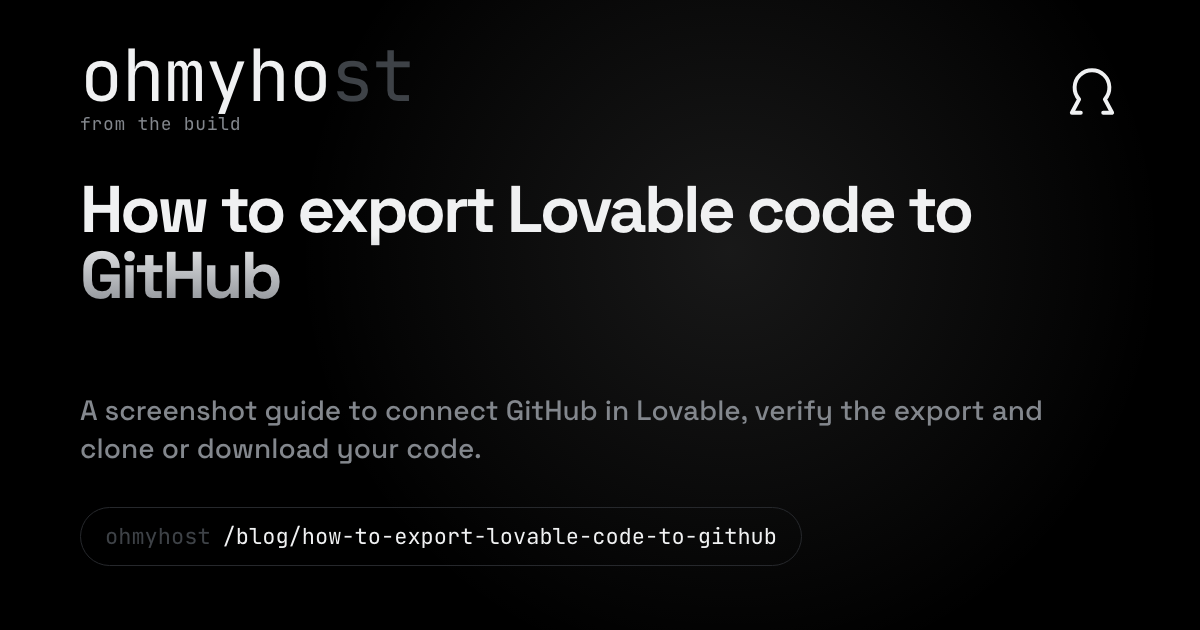 ohmyhost
from the build
How to export Lovable code to
GitHub
A screenshot guide to connect GitHub in Lovable, verify the export and
clone or download your code.
ohmyhost /blog/how-to-export-lovable-code-to-github